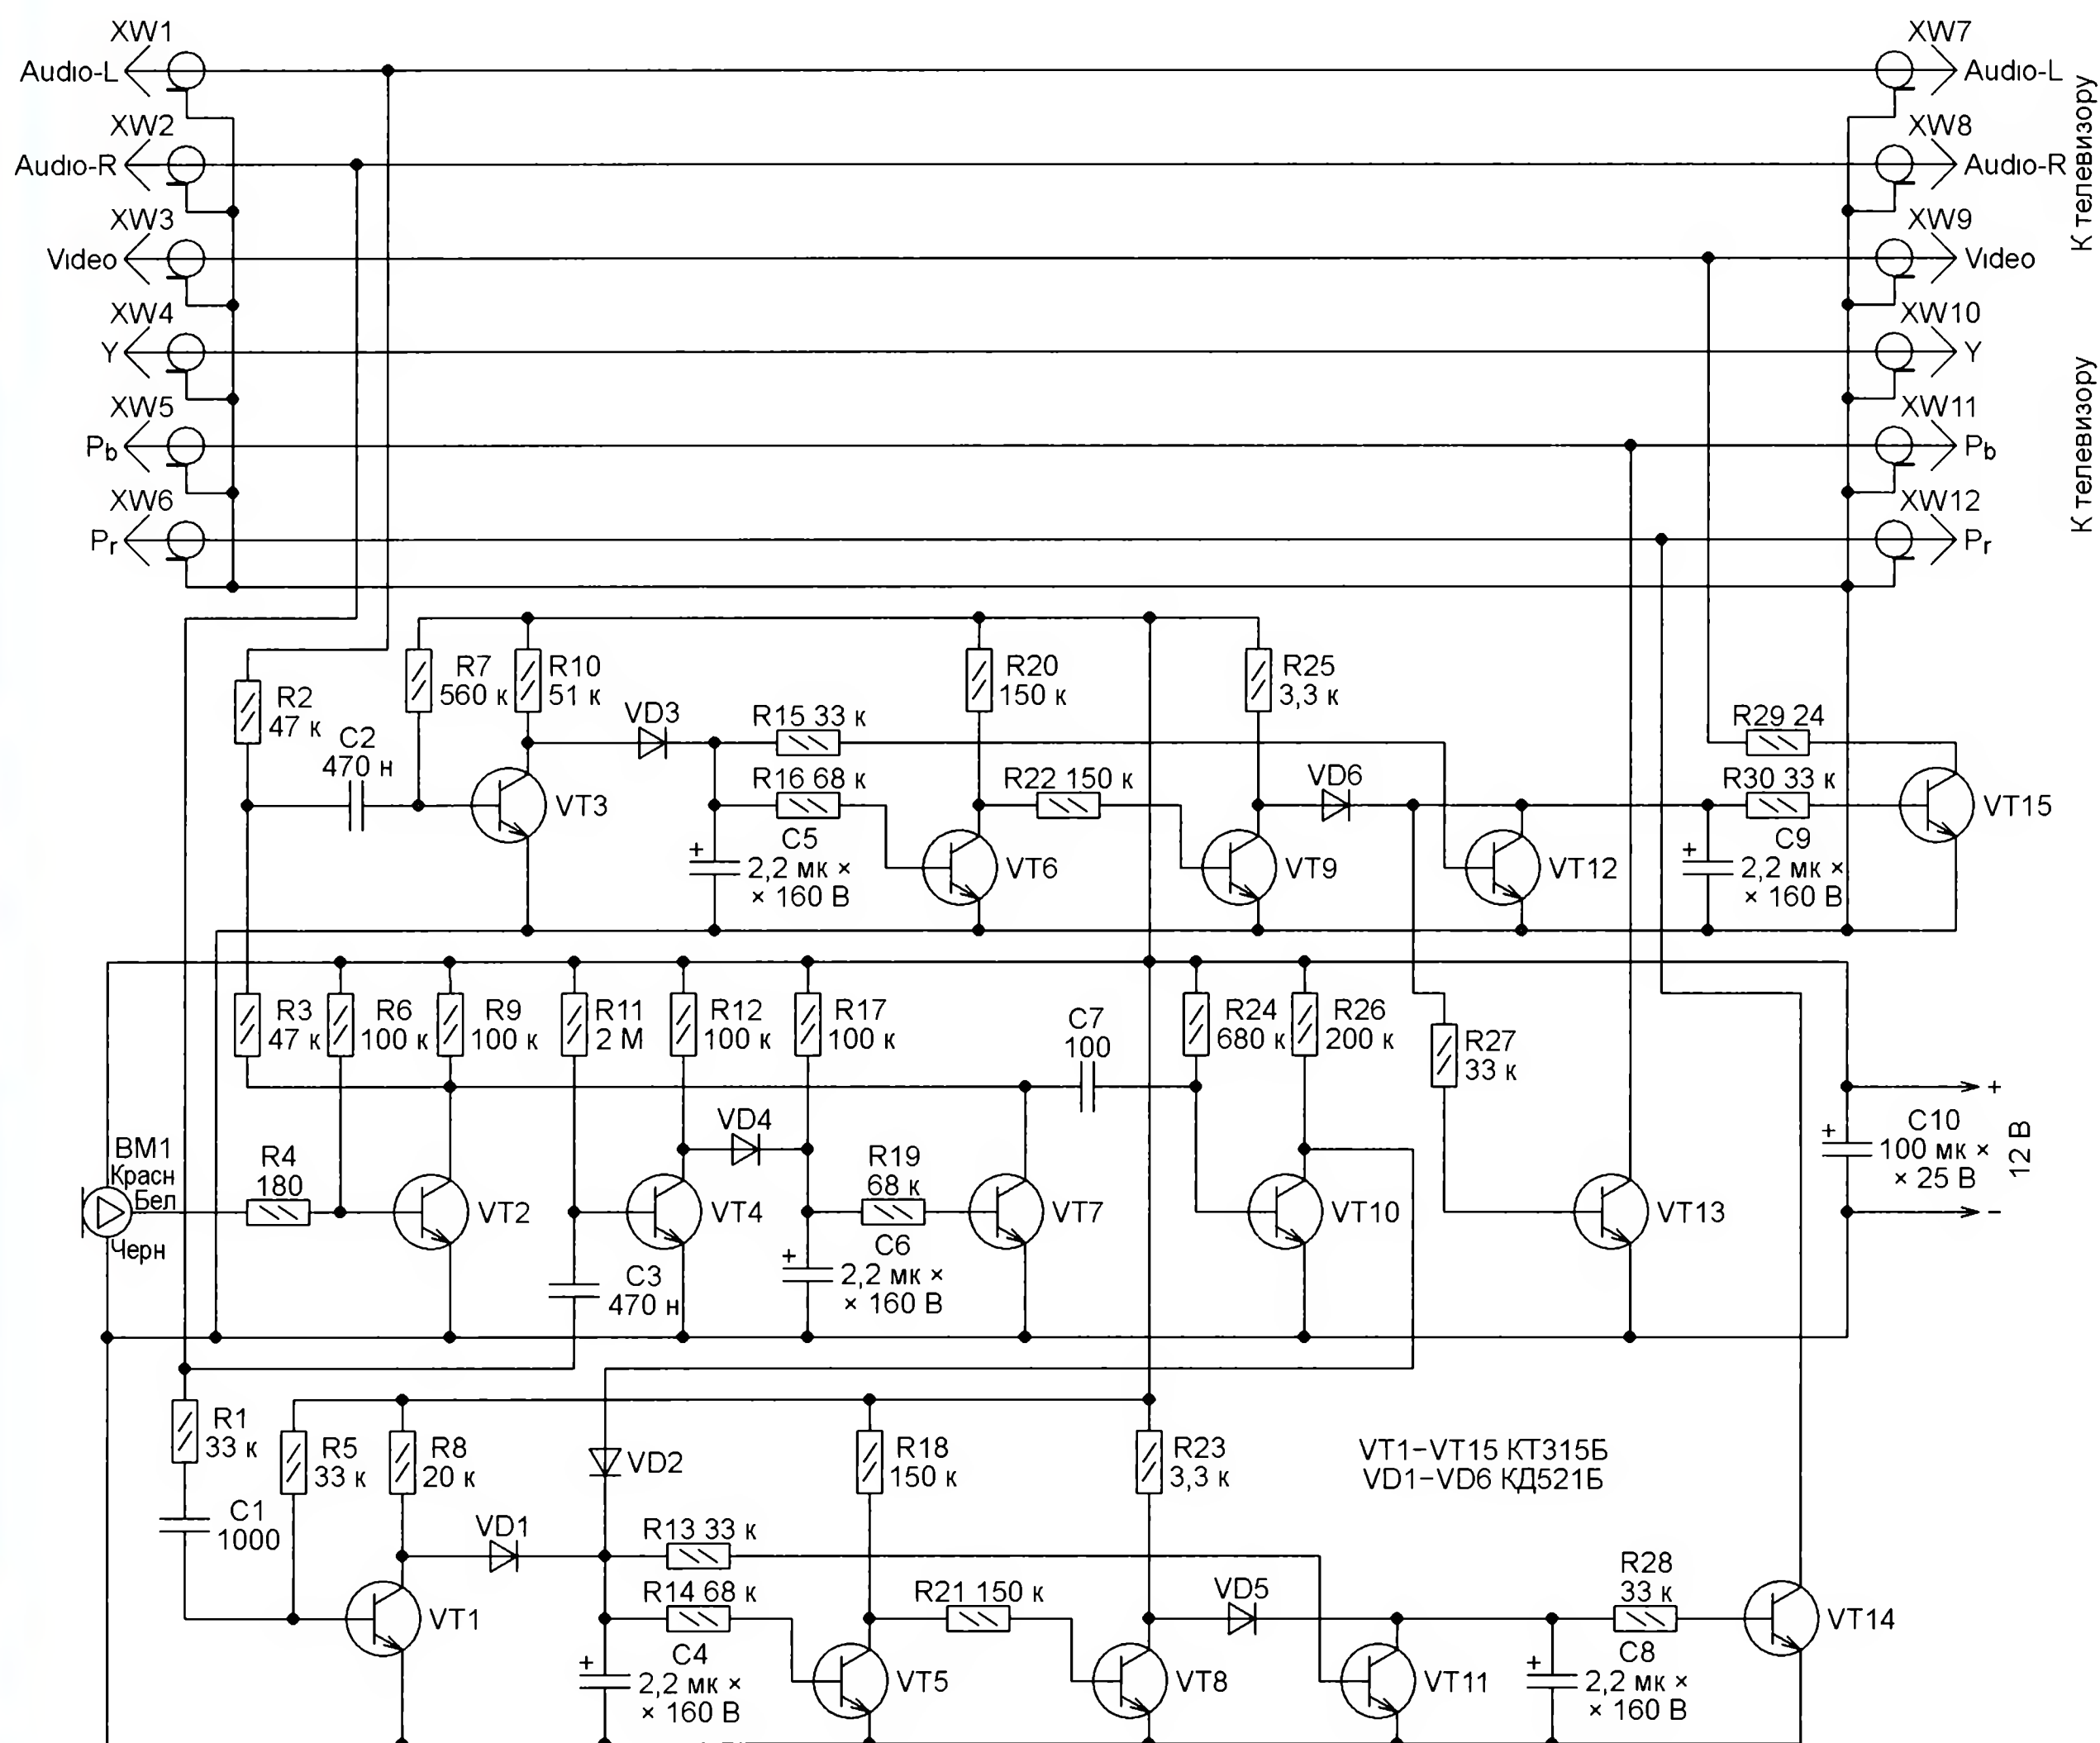 XW1
Audio-L
XW2
Audio-R
XW3
Video
XW4
Y
XW5
Pb
XW6
Pr
XW7
Audio-L
XW8
Audio-R
XW9
Video
К телевизору
XW10
Y
XW11
Pb
XW12
Pr
К телевизору
R2
47 к
C2
470 н
R7
560 к
R10
51 к
VT3
VD3
R15 33 к
R16 68 к
C5
+
2,2 мк ×
× 160 В
R20
150 к
VT6
R22 150 к
R25
3,3 к
VT9
VD6
VT12
R29 24
R30 33 к
C9
+
2,2 мк ×
× 160 В
VT15
R3
47 к
R6
100 к
R9
100 к
R11
2 М
R12
100 к
R17
100 к
C7
100
R24
680 к
R26
200 к
R27
33 к
BM1
Красн
Бел
Черн
R4
180
VT2
VT4
VD4
R19
68 к
C6
+
2,2 мк ×
× 160 В
C3
470 н
VT7
VT10
VT13
+
C10
+
100 мк ×
× 25 В
12 В
−
R1
33 к
C1
1000
R5
33 к
R8
20 к
VT1
VD1
VD2
R13 33 к
R14 68 к
C4
+
2,2 мк ×
× 160 В
R18
150 к
VT5
R21 150 к
R23
3,3 к
VT8
VD5
VT11
VT1−VT15 КТ315Б
VD1−VD6 КД521Б
R28
33 к
C8
+
2,2 мк ×
× 160 В
VT14